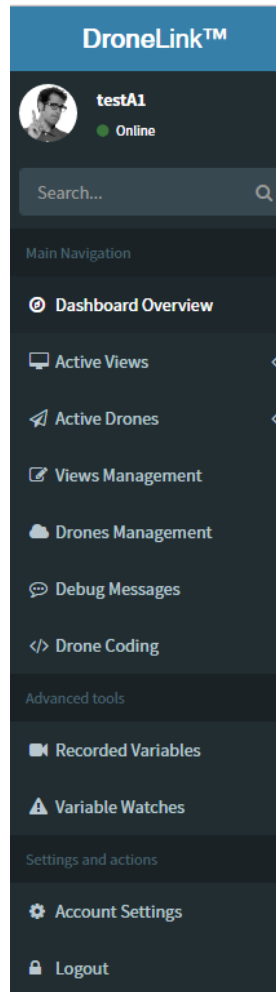 DroneLink™
testA1
Online
Search...
Main Navigation
Dashboard Overview
Active Views
Active Drones
Views Management
Drones Management
Debug Messages
Drone Coding
Advanced tools
Recorded Variables
Variable Watches
Settings and actions
Account Settings
Logout